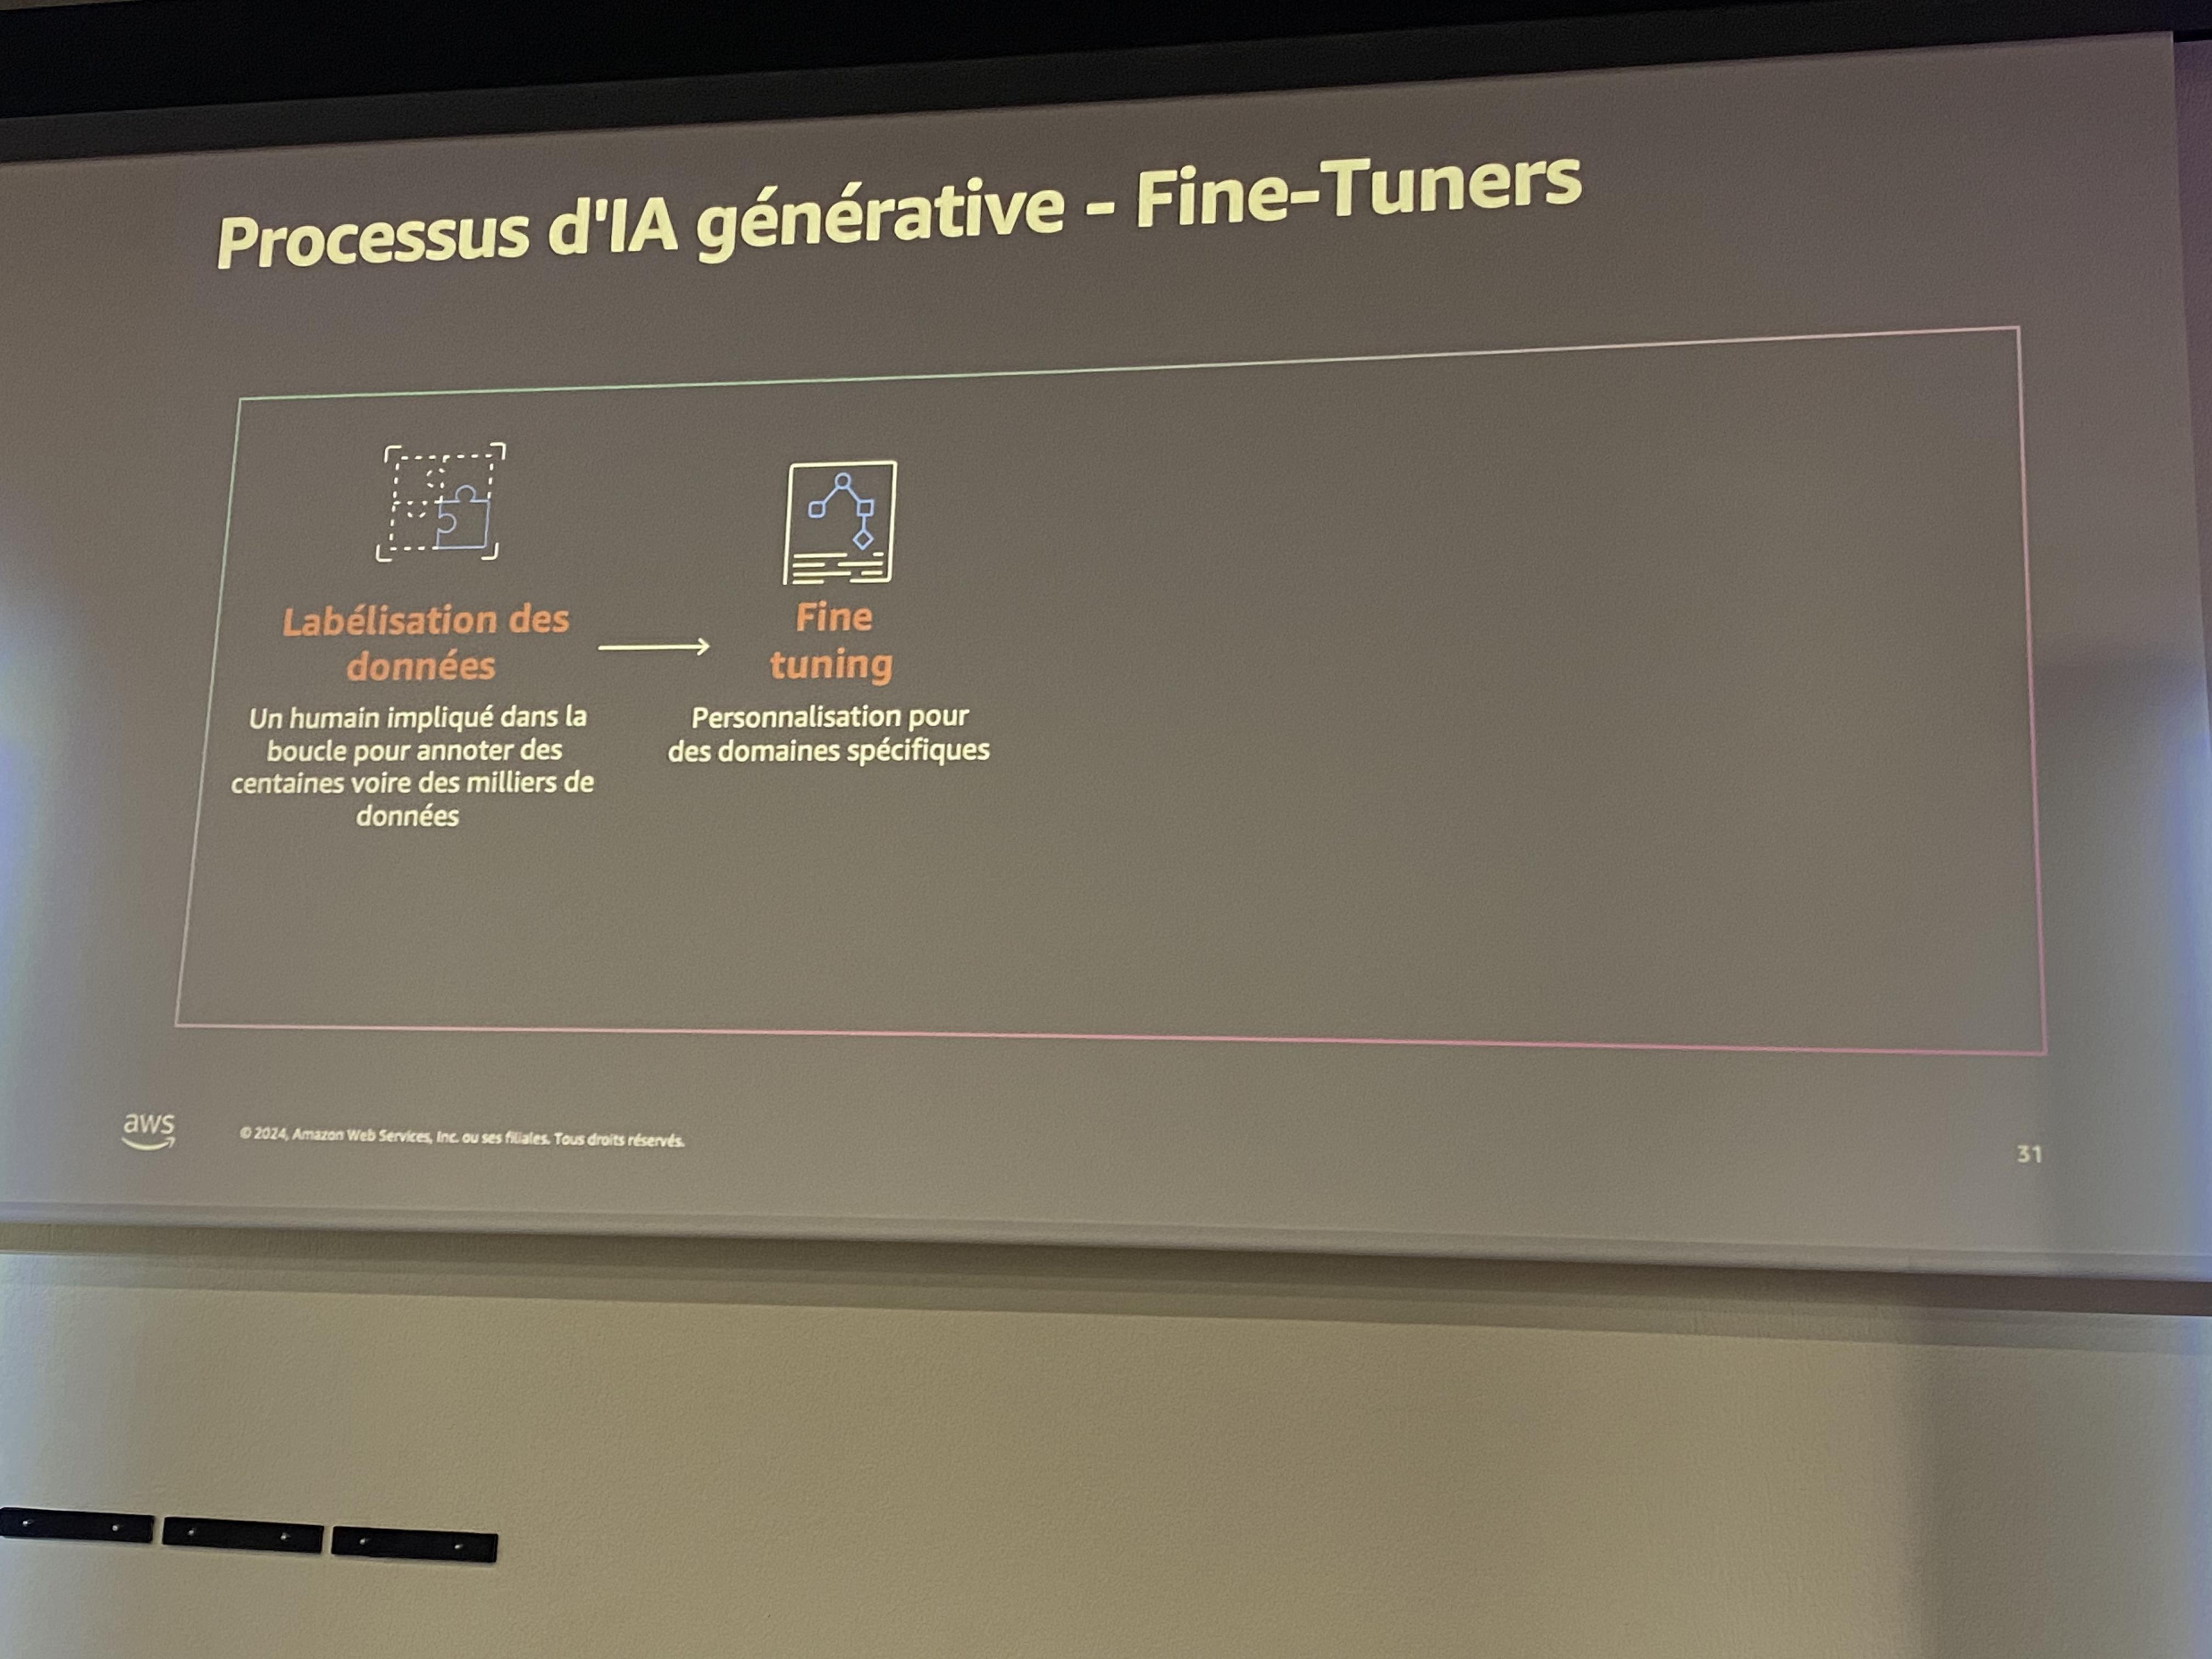 Processus d'IA générative - Fine-Tuners
Labélisation des
données
Un humain impliqué dans la
boucle pour annoter des
centaines voire des milliers de
données
Fine
tuning
Personnalisation pour
des domaines spécifiques
aws
© 2024, Amazon Web Services, Inc. ou ses filiales. Tous droits réservés.
31